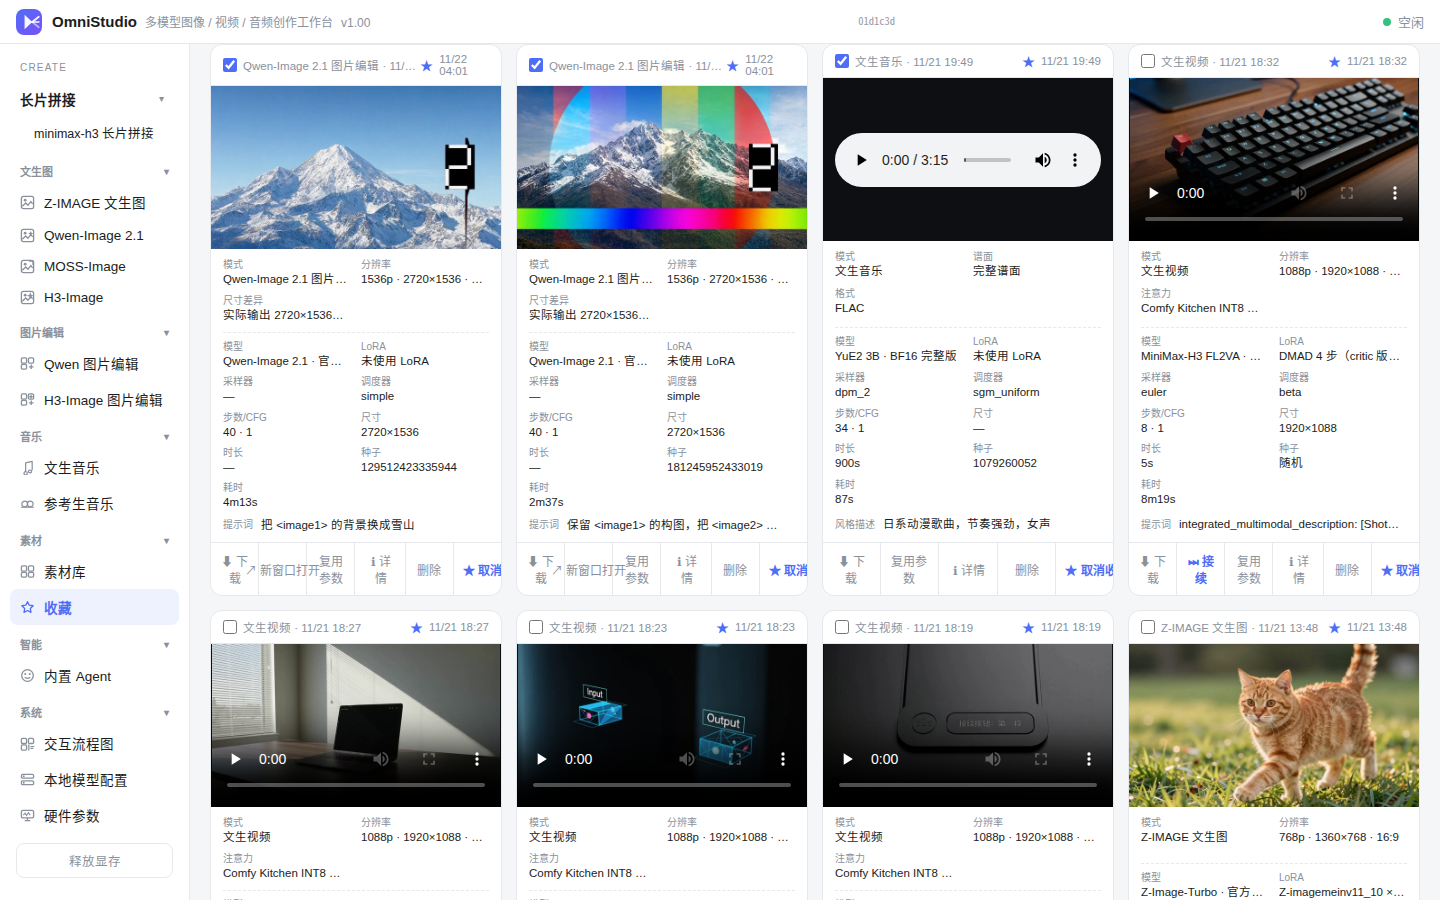 OmniStudio 多模型图像 / 视频 / 音频创作工作台 v1.00
01d1c3d
空闲
CREATE
长片拼接
minimax-h3 长片拼接
文生图
Z-IMAGE 文生图
Qwen-Image 2.1
MOSS-Image
H3-Image
图片编辑
Qwen 图片编辑
H3-Image 图片编辑
音乐
文生音乐
参考生音乐
素材
素材库
收藏
智能
内置 Agent
系统
交互流程图
本地模型配置
硬件参数
释放显存
Qwen-Image 2.1 图片编辑 · 11/… ★ 11/22 04:01
模式 分辨率
Qwen-Image 2.1 图片… 1536p · 2720×1536 · …
尺寸差异
实际输出 2720×1536…
模型 LoRA
Qwen-Image 2.1 · 官… 未使用 LoRA
采样器 调度器
— simple
步数/CFG 尺寸
40 · 1 2720×1536
时长 种子
— 129512423335944
耗时
4m13s
提示词 把 <image1> 的背景换成雪山
⬇ 下载 ↗ 新窗口打开 复用参数 ℹ 详情 删除 ★ 取消
Qwen-Image 2.1 图片编辑 · 11/… ★ 11/22 04:01
模式 分辨率
Qwen-Image 2.1 图片… 1536p · 2720×1536 · …
尺寸差异
实际输出 2720×1536…
模型 LoRA
Qwen-Image 2.1 · 官… 未使用 LoRA
采样器 调度器
— simple
步数/CFG 尺寸
40 · 1 2720×1536
时长 种子
— 181245952433019
耗时
2m37s
提示词 保留 <image1> 的构图，把 <image2> …
⬇ 下载 ↗ 新窗口打开 复用参数 ℹ 详情 删除 ★ 取消
文生音乐 · 11/21 19:49 ★ 11/21 19:49
0:00 / 3:15
模式 谱面
文生音乐 完整谱面
格式
FLAC
模型 LoRA
YuE2 3B · BF16 完整版 未使用 LoRA
采样器 调度器
dpm_2 sgm_uniform
步数/CFG 尺寸
34 · 1 —
时长 种子
900s 1079260052
耗时
87s
风格描述 日系动漫歌曲，节奏强劲，女声
⬇ 下载 复用参数 ℹ 详情 删除 ★ 取消收
文生视频 · 11/21 18:32 ★ 11/21 18:32
0:00
模式 分辨率
文生视频 1088p · 1920×1088 · …
注意力
Comfy Kitchen INT8 …
模型 LoRA
MiniMax-H3 FL2VA · … DMAD 4 步（critic 版…
采样器 调度器
euler beta
步数/CFG 尺寸
8 · 1 1920×1088
时长 种子
5s 随机
耗时
8m19s
提示词 integrated_multimodal_description: [Shot…
⬇ 下载 ⏭ 接续 复用参数 ℹ 详情 删除 ★ 取消
文生视频 · 11/21 18:27 ★ 11/21 18:27
0:00
模式 分辨率
文生视频 1088p · 1920×1088 · …
注意力
Comfy Kitchen INT8 …
文生视频 · 11/21 18:23 ★ 11/21 18:23
Input
Output
0:00
模式 分辨率
文生视频 1088p · 1920×1088 · …
注意力
Comfy Kitchen INT8 …
文生视频 · 11/21 18:19 ★ 11/21 18:19
0:00
模式 分辨率
文生视频 1088p · 1920×1088 · …
注意力
Comfy Kitchen INT8 …
Z-IMAGE 文生图 · 11/21 13:48 ★ 11/21 13:48
模式 分辨率
Z-IMAGE 文生图 768p · 1360×768 · 16:9
模型 LoRA
Z-Image-Turbo · 官方… Z-imagemeinv11_10 ×…